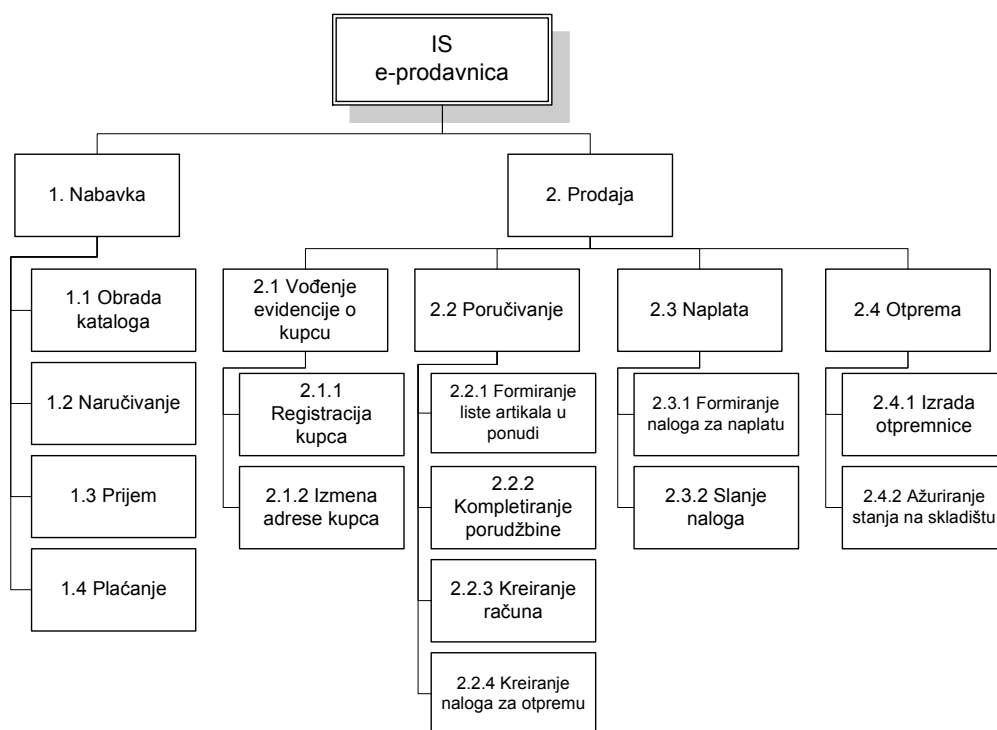 IS
e-prodavnica
1. Nabavka
2. Prodaja
1.1 Obrada
kataloga
1.2 Naručivanje
1.3 Prijem
1.4 Plaćanje
2.1 Vođenje
evidencije o
kupcu
2.1.1
Registracija
kupca
2.1.2 Izmena
adrese kupca
2.2 Poručivanje
2.2.1 Formiranje
liste artikala u
ponudi
2.2.2
Kompletiranje
porudžbine
2.2.3 Kreiranje
računa
2.2.4 Kreiranje
naloga za otpremu
2.3 Naplata
2.3.1 Formiranje
naloga za naplatu
2.3.2 Slanje
naloga
2.4 Otprema
2.4.1 Izrada
otpremnice
2.4.2 Ažuriranje
stanja na skladištu